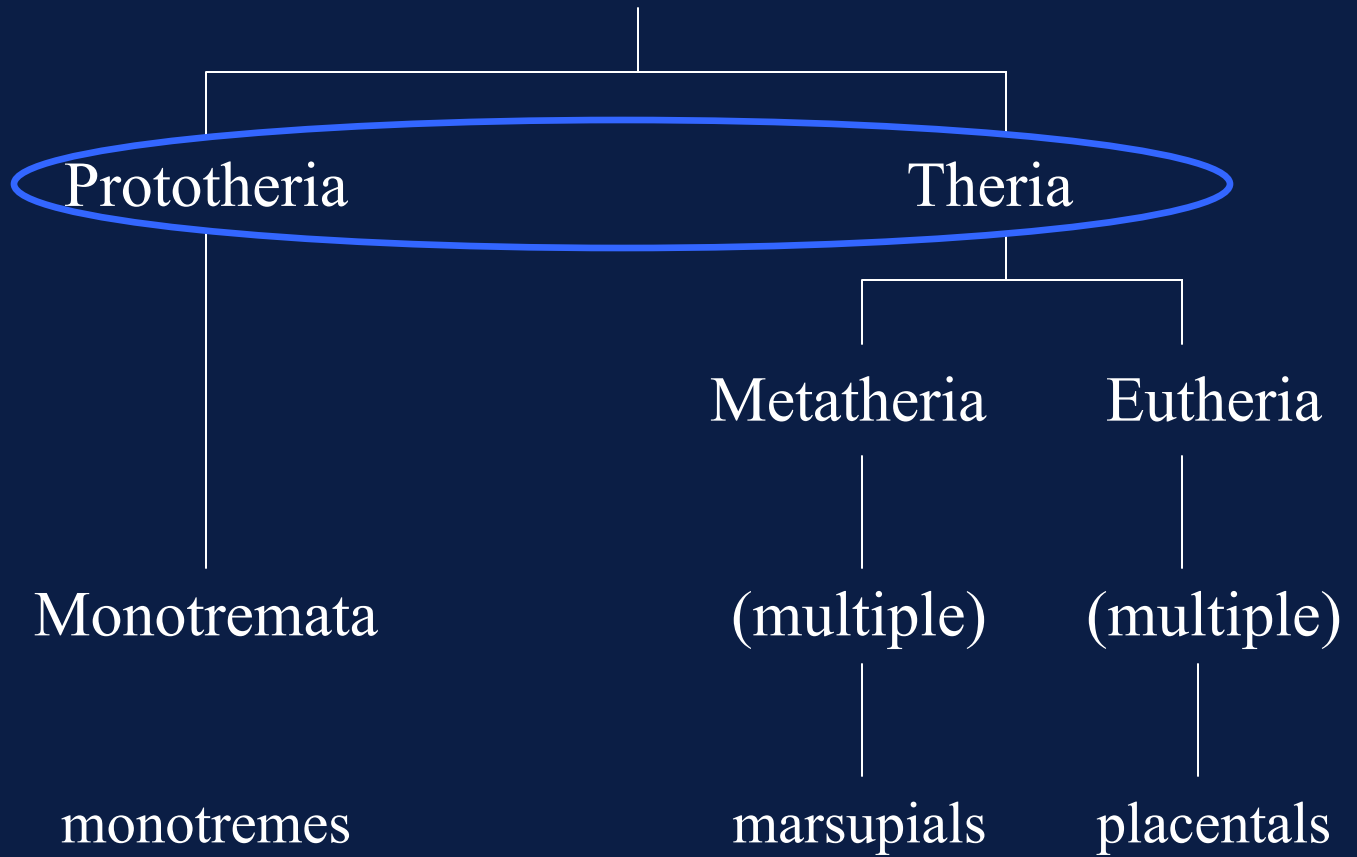 Prototheria Theria
Metatheria Eutheria
Monotremata (multiple) (multiple)
monotremes marsupials placentals